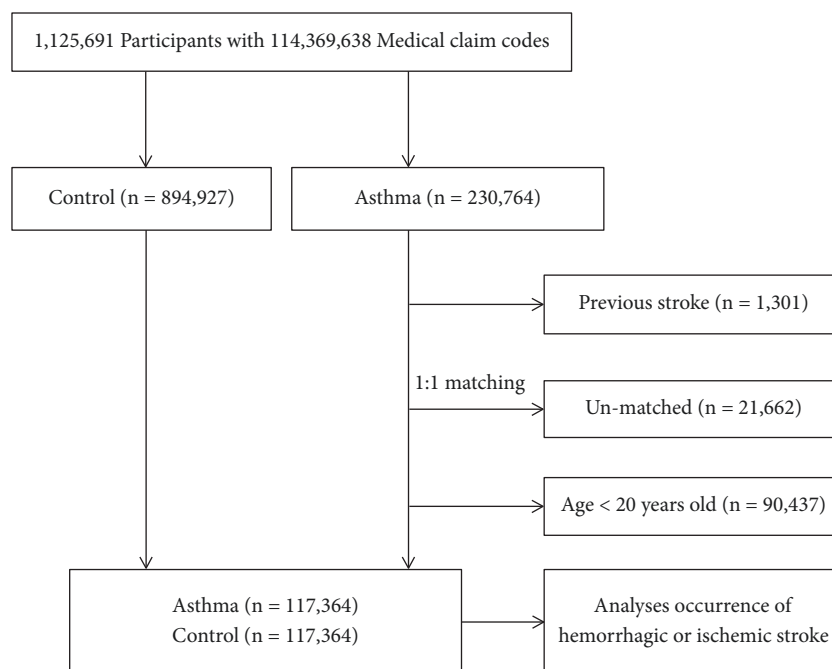 1,125,691 Participants with 114,369,638 Medical claim codes
Control (n = 894,927)
Asthma (n = 230,764)
Previous stroke (n = 1,301)
1:1 matching
Un-matched (n = 21,662)
Age < 20 years old (n = 90,437)
Asthma (n = 117,364)
Control (n = 117,364)
Analyses occurrence of
hemorrhagic or ischemic stroke